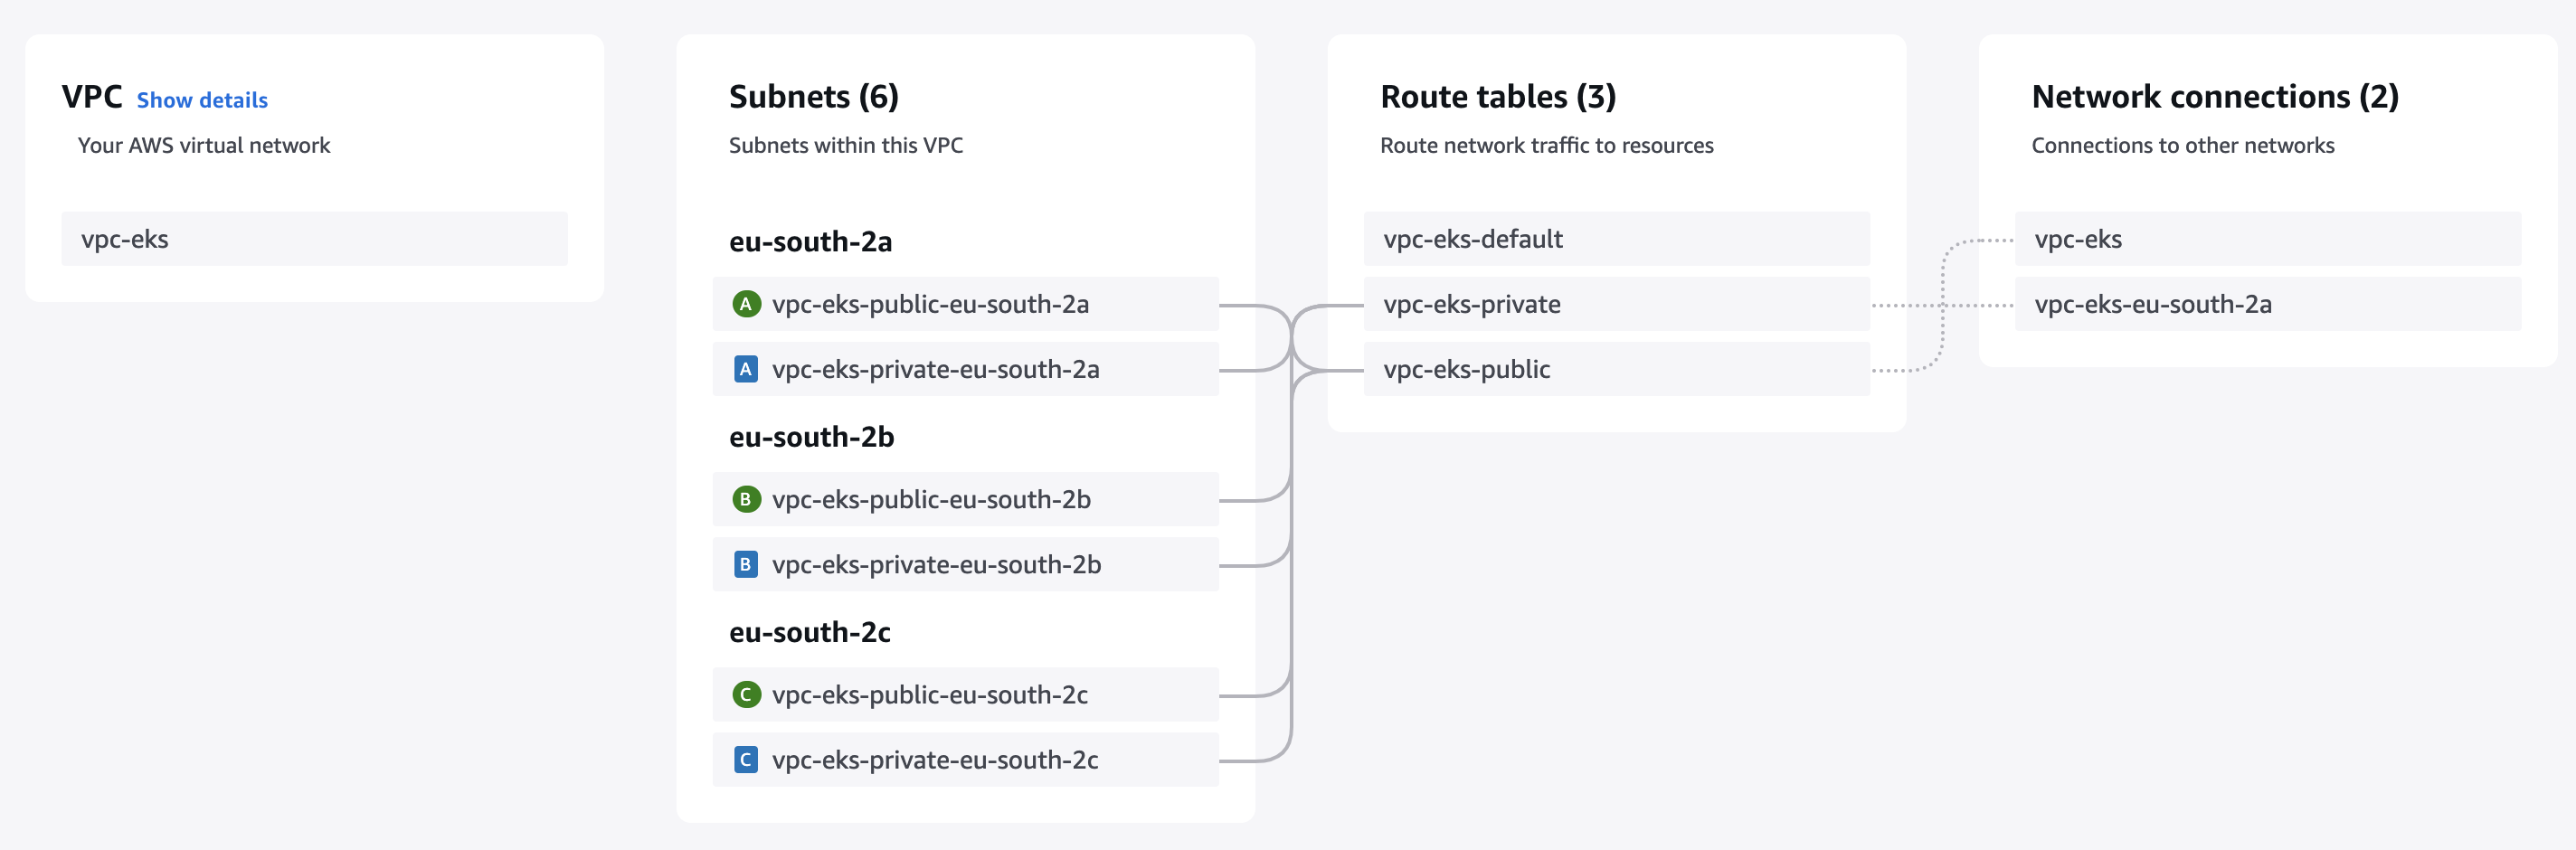 VPC Show details
Your AWS virtual network
vpc-eks
Subnets (6)
Subnets within this VPC
eu-south-2a
A vpc-eks-public-eu-south-2a
A vpc-eks-private-eu-south-2a
eu-south-2b
B vpc-eks-public-eu-south-2b
B vpc-eks-private-eu-south-2b
eu-south-2c
C vpc-eks-public-eu-south-2c
C vpc-eks-private-eu-south-2c
Route tables (3)
Route network traffic to resources
vpc-eks-default
vpc-eks-private
vpc-eks-public
Network connections (2)
Connections to other networks
vpc-eks
vpc-eks-eu-south-2a